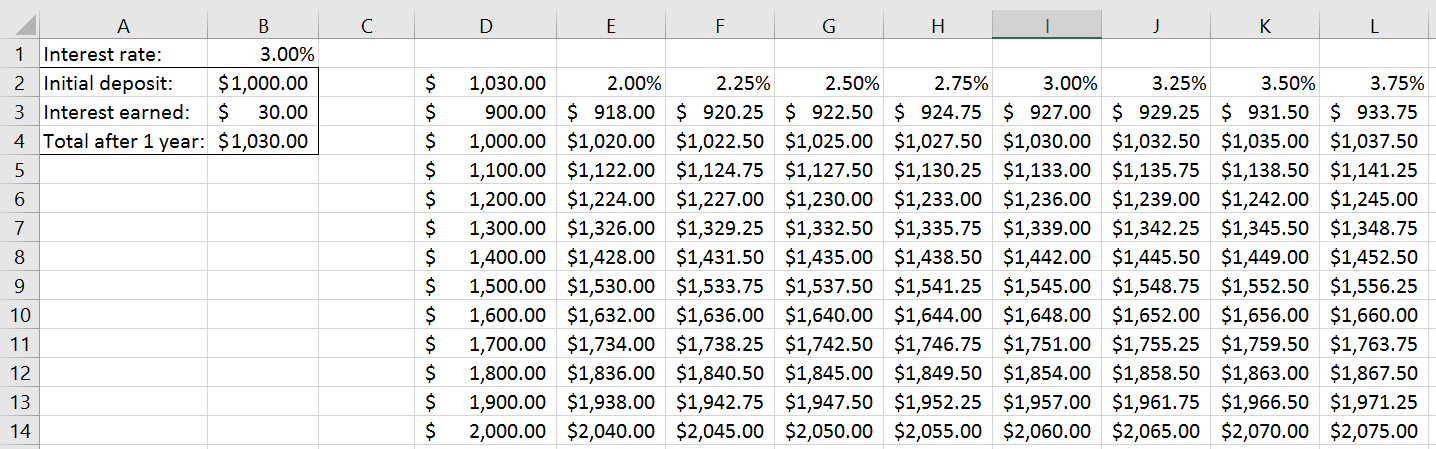 A B C D E F G H I J K L
1 Interest rate: 3.00%
2 Initial deposit: $1,000.00 $ 1,030.00 2.00% 2.25% 2.50% 2.75% 3.00% 3.25% 3.50% 3.75%
3 Interest earned: $ 30.00 $ 900.00 $ 918.00 $ 920.25 $ 922.50 $ 924.75 $ 927.00 $ 929.25 $ 931.50 $ 933.75
4 Total after 1 year: $1,030.00 $ 1,000.00 $1,020.00 $1,022.50 $1,025.00 $1,027.50 $1,030.00 $1,032.50 $1,035.00 $1,037.50
5 $ 1,100.00 $1,122.00 $1,124.75 $1,127.50 $1,130.25 $1,133.00 $1,135.75 $1,138.50 $1,141.25
6 $ 1,200.00 $1,224.00 $1,227.00 $1,230.00 $1,233.00 $1,236.00 $1,239.00 $1,242.00 $1,245.00
7 $ 1,300.00 $1,326.00 $1,329.25 $1,332.50 $1,335.75 $1,339.00 $1,342.25 $1,345.50 $1,348.75
8 $ 1,400.00 $1,428.00 $1,431.50 $1,435.00 $1,438.50 $1,442.00 $1,445.50 $1,449.00 $1,452.50
9 $ 1,500.00 $1,530.00 $1,533.75 $1,537.50 $1,541.25 $1,545.00 $1,548.75 $1,552.50 $1,556.25
10 $ 1,600.00 $1,632.00 $1,636.00 $1,640.00 $1,644.00 $1,648.00 $1,652.00 $1,656.00 $1,660.00
11 $ 1,700.00 $1,734.00 $1,738.25 $1,742.50 $1,746.75 $1,751.00 $1,755.25 $1,759.50 $1,763.75
12 $ 1,800.00 $1,836.00 $1,840.50 $1,845.00 $1,849.50 $1,854.00 $1,858.50 $1,863.00 $1,867.50
13 $ 1,900.00 $1,938.00 $1,942.75 $1,947.50 $1,952.25 $1,957.00 $1,961.75 $1,966.50 $1,971.25
14 $ 2,000.00 $2,040.00 $2,045.00 $2,050.00 $2,055.00 $2,060.00 $2,065.00 $2,070.00 $2,075.00